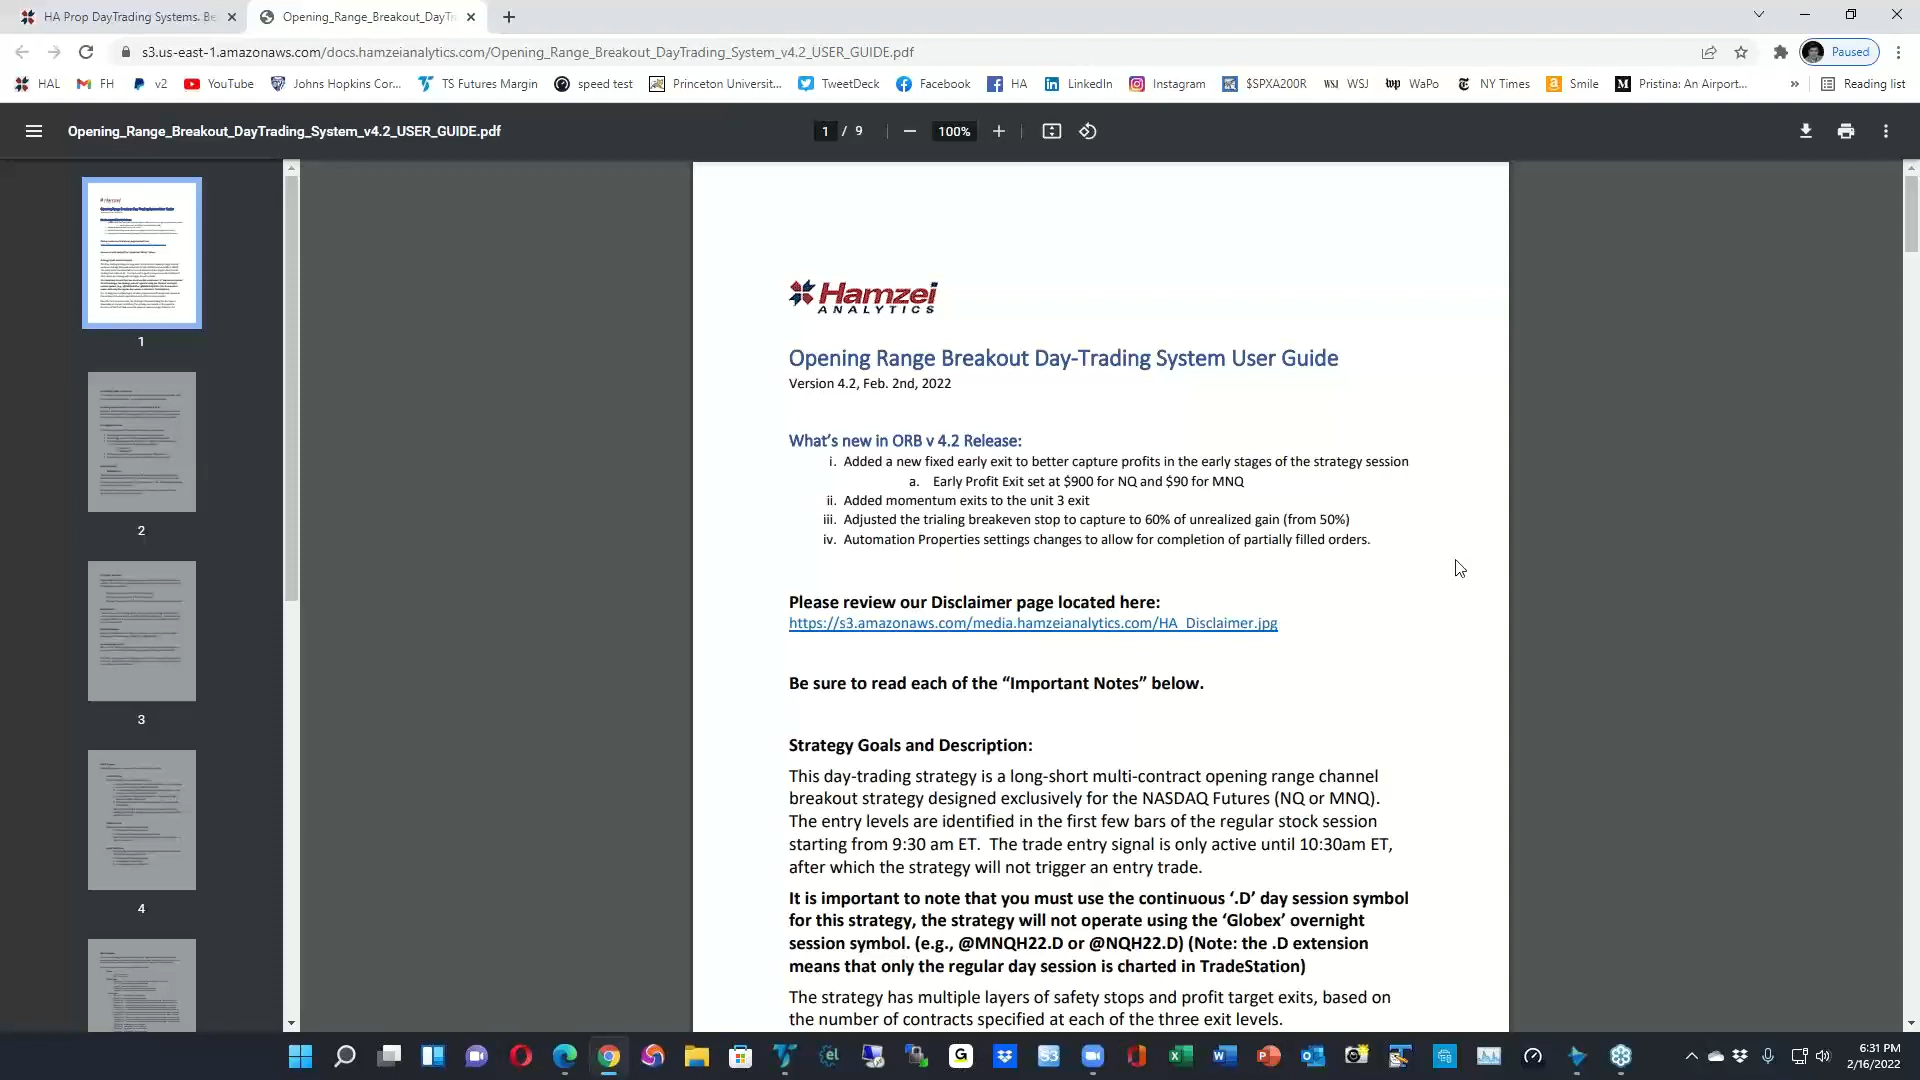 HA Prop DayTrading Systems. Be
Opening_Range_Breakout_DayTr
s3.us-east-1.amazonaws.com/docs.hamzeianalytics.com/Opening_Range_Breakout_DayTrading_System_v4.2_USER_GUIDE.pdf
Paused
HAL
FH
v2
YouTube
Johns Hopkins Cor...
TS Futures Margin
speed test
Princeton Universit...
TweetDeck
Facebook
HA
LinkedIn
Instagram
$SPXA200R
WSJ WSJ
wp WaPo
NY Times
Smile
Pristina: An Airport...
»
Reading list
Opening_Range_Breakout_DayTrading_System_v4.2_USER_GUIDE.pdf
1 / 9
100%
1
2
3
4
Hamzei
ANALYTICS
Opening Range Breakout Day-Trading System User Guide
Version 4.2, Feb. 2nd, 2022
What's new in ORB v 4.2 Release:
i. Added a new fixed early exit to better capture profits in the early stages of the strategy session
a. Early Profit Exit set at $900 for NQ and $90 for MNQ
ii. Added momentum exits to the unit 3 exit
iii. Adjusted the trialing breakeven stop to capture to 60% of unrealized gain (from 50%)
iv. Automation Properties settings changes to allow for completion of partially filled orders.
Please review our Disclaimer page located here:
https://s3.amazonaws.com/media.hamzeianalytics.com/HA_Disclaimer.jpg
Be sure to read each of the “Important Notes” below.
Strategy Goals and Description:
This day-trading strategy is a long-short multi-contract opening range channel
breakout strategy designed exclusively for the NASDAQ Futures (NQ or MNQ).
The entry levels are identified in the first few bars of the regular stock session
starting from 9:30 am ET. The trade entry signal is only active until 10:30am ET,
after which the strategy will not trigger an entry trade.
It is important to note that you must use the continuous ‘.D’ day session symbol
for this strategy, the strategy will not operate using the ‘Globex’ overnight
session symbol. (e.g., @MNQH22.D or @NQH22.D) (Note: the .D extension
means that only the regular day session is charted in TradeStation)
The strategy has multiple layers of safety stops and profit target exits, based on
the number of contracts specified at each of the three exit levels.
6:31 PM
2/16/2022